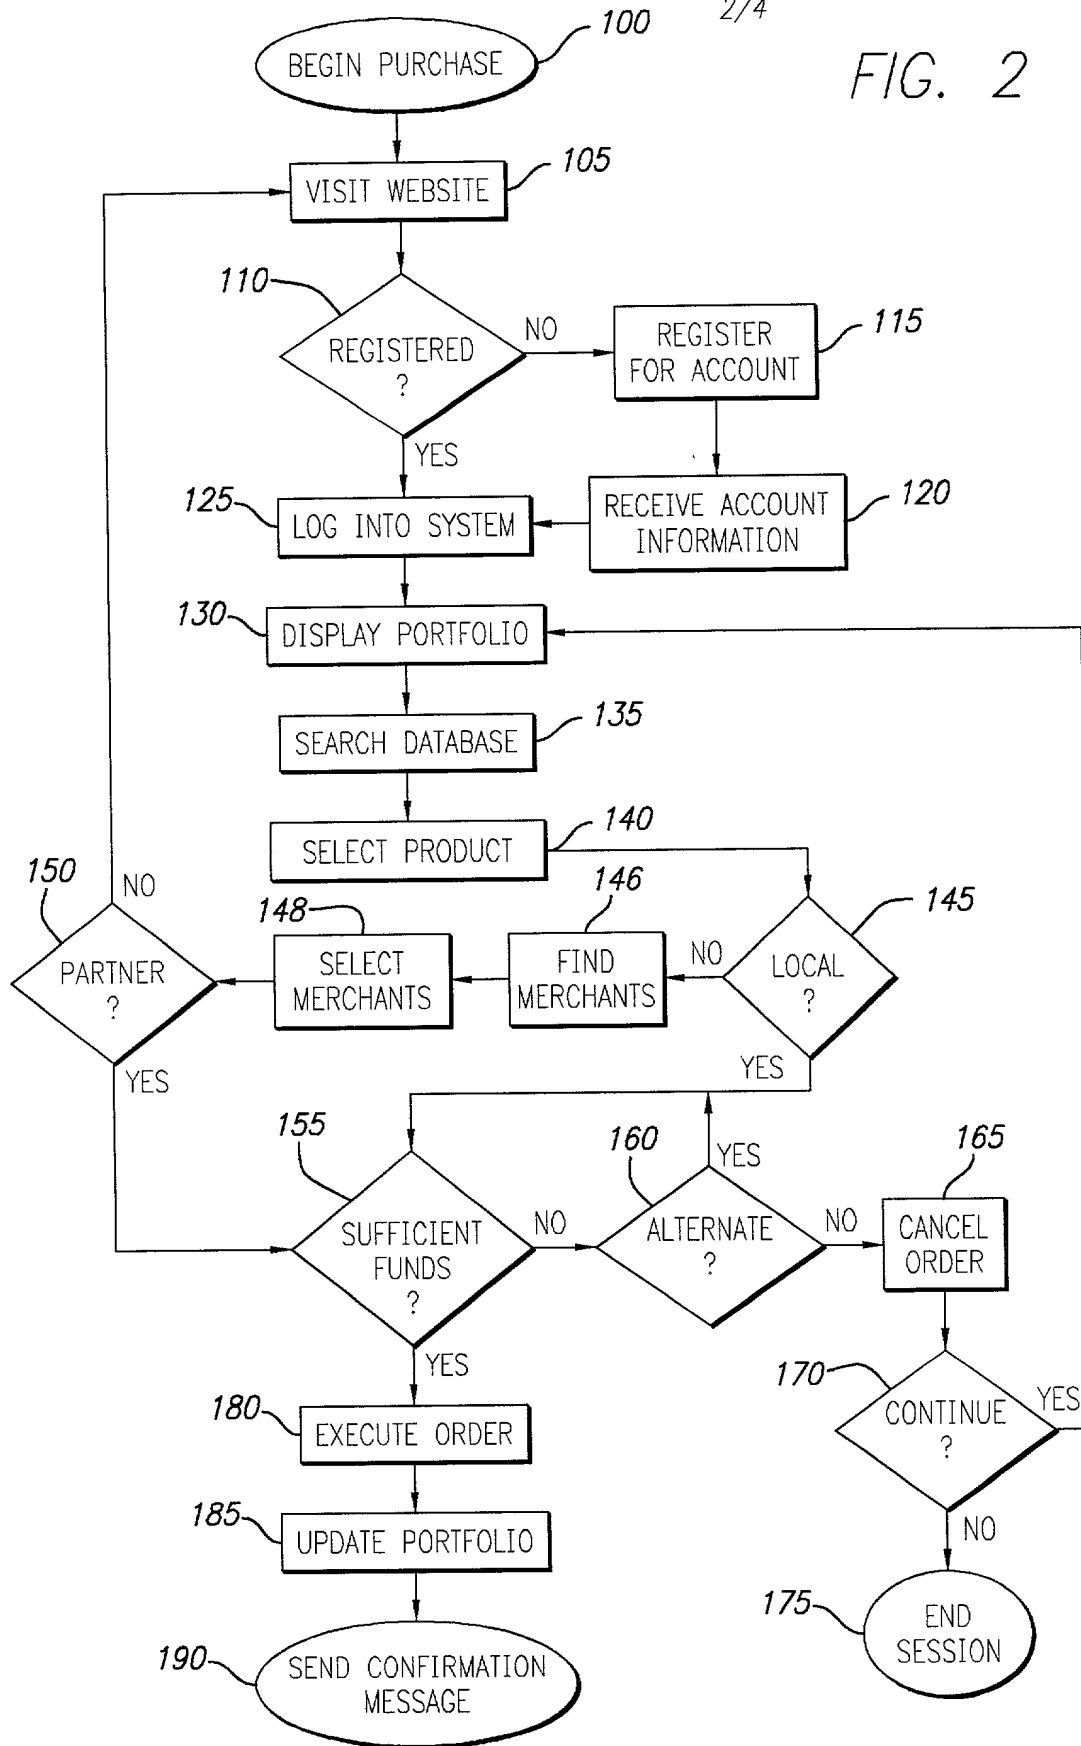 2/4
FIG. 2
100
BEGIN PURCHASE
105
VISIT WEBSITE
110
REGISTERED
?
NO
YES
115
REGISTER
FOR ACCOUNT
120
RECEIVE ACCOUNT
INFORMATION
125
LOG INTO SYSTEM
130
DISPLAY PORTFOLIO
135
SEARCH DATABASE
140
SELECT PRODUCT
145
LOCAL
?
NO
YES
146
FIND
MERCHANTS
148
SELECT
MERCHANTS
150
PARTNER
?
NO
YES
155
SUFFICIENT
FUNDS
?
NO
YES
160
ALTERNATE
?
YES
NO
165
CANCEL
ORDER
170
CONTINUE
?
YES
NO
175
END
SESSION
180
EXECUTE ORDER
185
UPDATE PORTFOLIO
190
SEND CONFIRMATION
MESSAGE